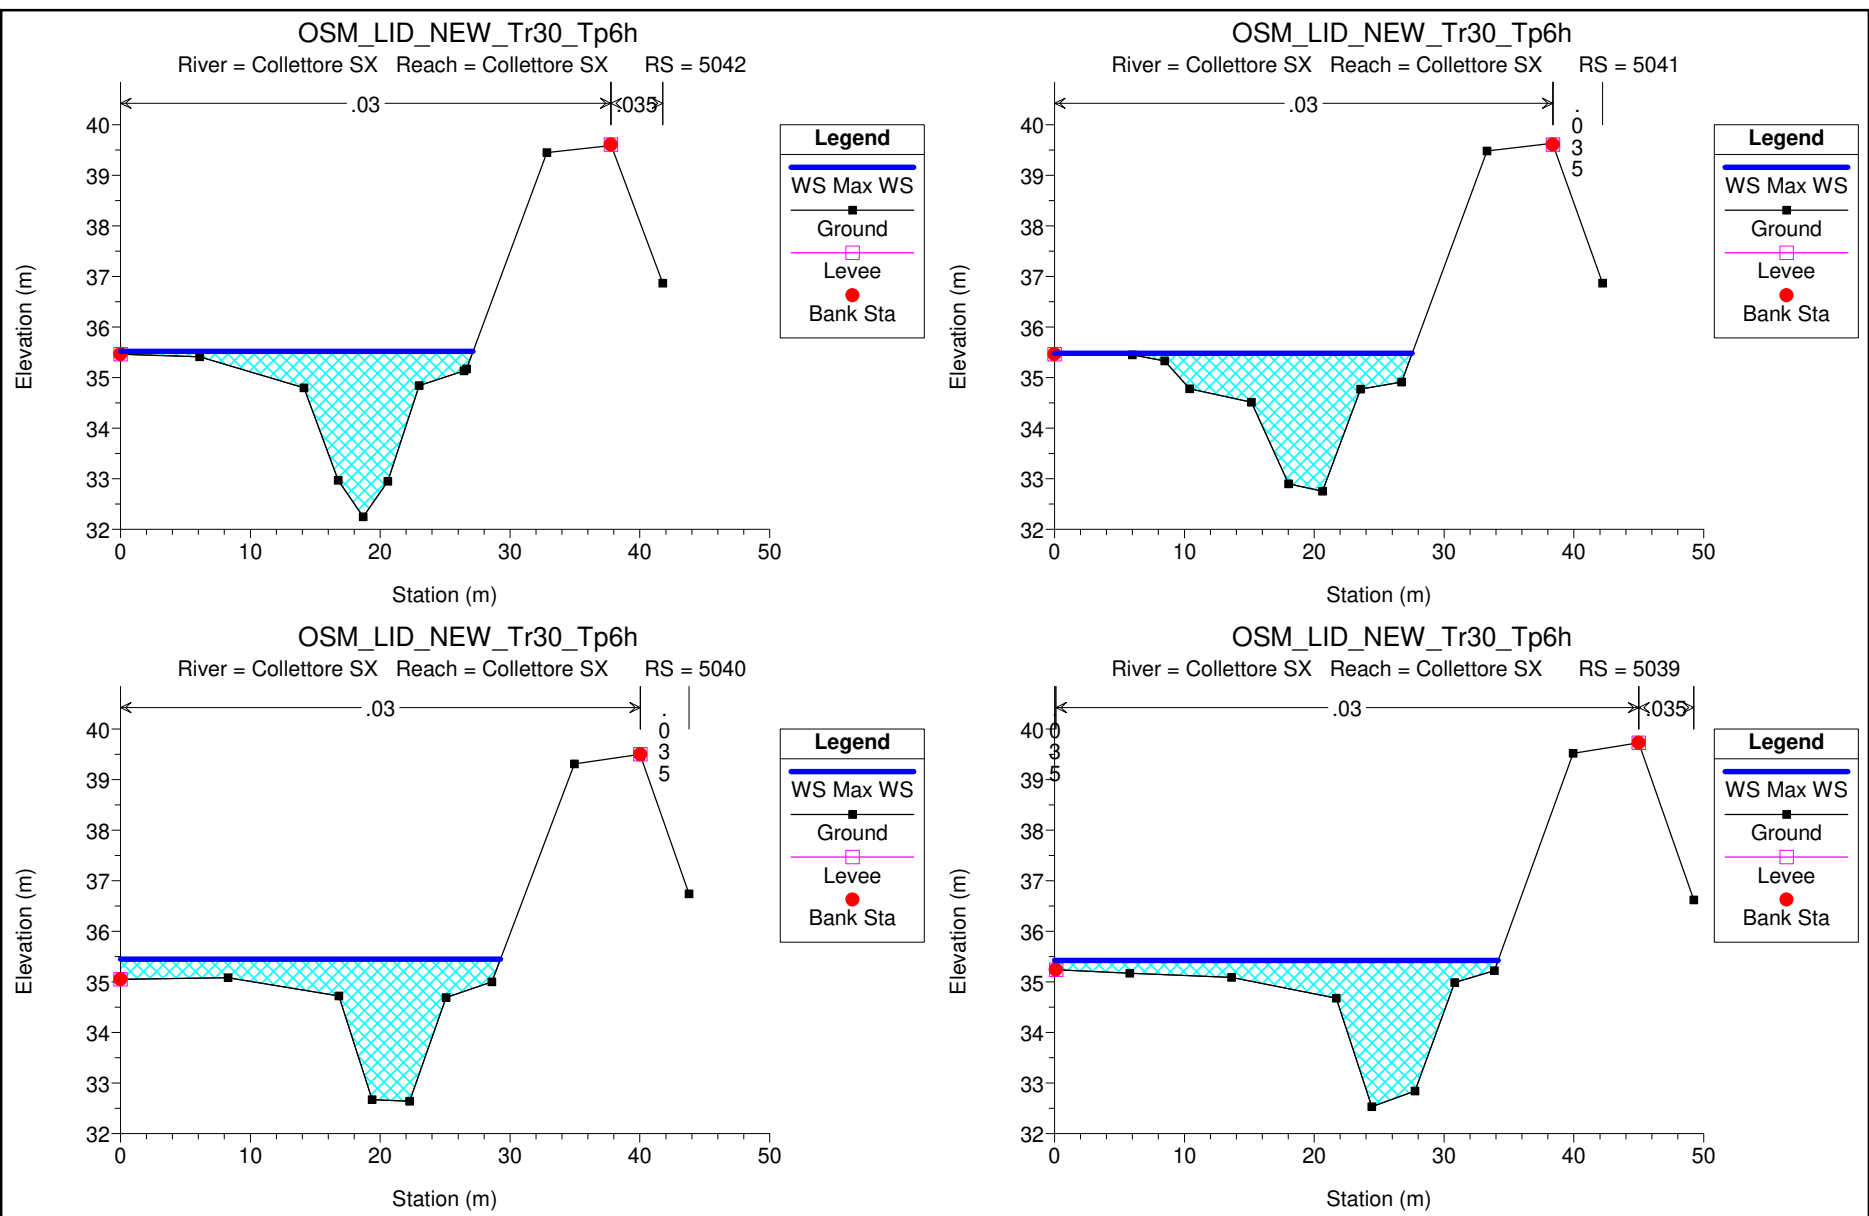 OSM_LID_NEW_Tr30_Tp6h
River = Collettore SX Reach = Collettore SX RS = 5042
.03
.035
40
39
38
37
36
35
34
33
32
Elevation (m)
0 10 20 30 40 50
Station (m)
Legend
WS Max WS
Ground
Levee
Bank Sta
OSM_LID_NEW_Tr30_Tp6h
River = Collettore SX Reach = Collettore SX RS = 5041
.03
.035
40
39
38
37
36
35
34
33
32
Elevation (m)
0 10 20 30 40 50
Station (m)
Legend
WS Max WS
Ground
Levee
Bank Sta
OSM_LID_NEW_Tr30_Tp6h
River = Collettore SX Reach = Collettore SX RS = 5040
.03
.035
40
39
38
37
36
35
34
33
32
Elevation (m)
0 10 20 30 40 50
Station (m)
Legend
WS Max WS
Ground
Levee
Bank Sta
OSM_LID_NEW_Tr30_Tp6h
River = Collettore SX Reach = Collettore SX RS = 5039
.035
.03
.035
40
39
38
37
36
35
34
33
32
Elevation (m)
0 10 20 30 40 50
Station (m)
Legend
WS Max WS
Ground
Levee
Bank Sta